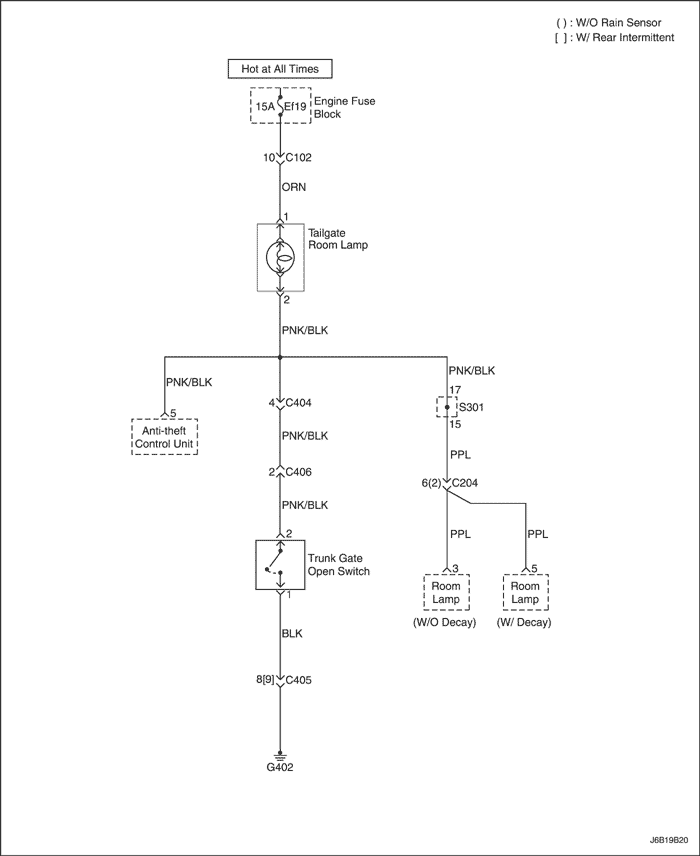 ( ) : W/O Rain Sensor
[ ] : W/ Rear Intermittent
Hot at All Times
15A Ef19 Engine Fuse
Block
10 C102
ORN
1
Tailgate
Room Lamp
2
PNK/BLK
PNK/BLK
PNK/BLK
17
4 C404
S301
5
15
Anti-theft
Control Unit
PNK/BLK
PPL
2 C406
6(2) C204
PNK/BLK
2
PPL
PPL
Trunk Gate
Open Switch
3
5
Room
Lamp
Room
Lamp
1
(W/O Decay)
(W/ Decay)
BLK
8[9] C405
G402
J6B19B20